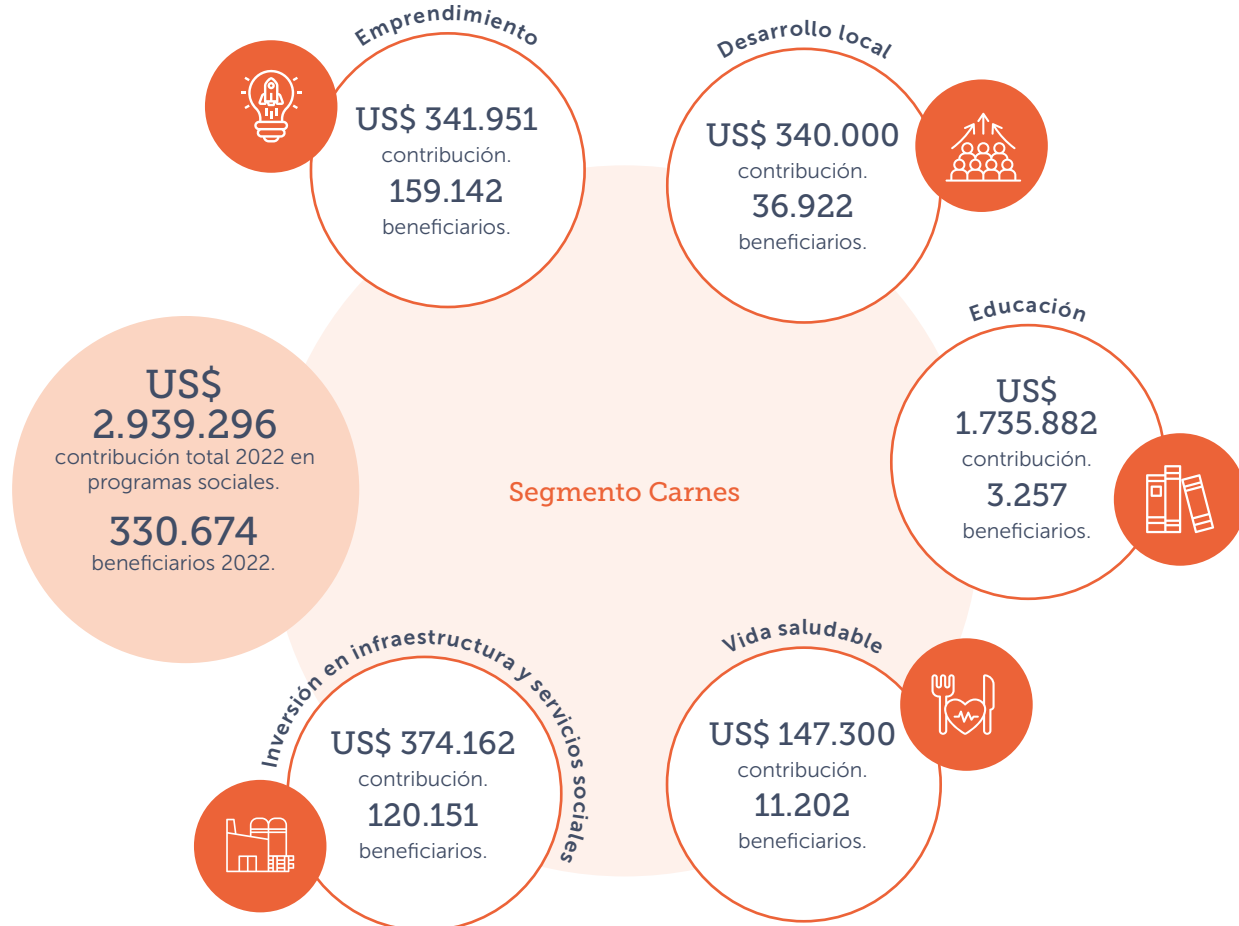 Emprendimiento
US$ 341.951
contribución.
159.142
beneficiarios.
Desarrollo local
US$ 340.000
contribución.
36.922
beneficiarios.
Educación
US$
1.735.882
contribución.
3.257
beneficiarios.
US$
2.939.296
contribución total 2022 en
programas sociales.
330.674
beneficiarios 2022.
Segmento Carnes
Inversión en infraestructura y servicios sociales
US$ 374.162
contribución.
120.151
beneficiarios.
Vida saludable
US$ 147.300
contribución.
11.202
beneficiarios.